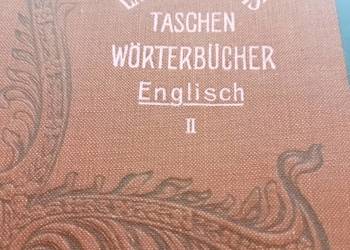 TASCHEN
WÖRTERBÜCHER
Englisch
II